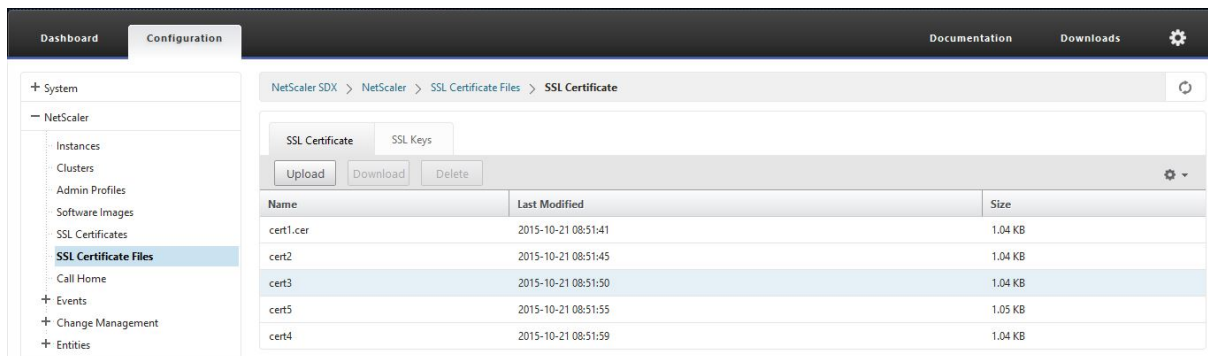 Dashboard Configuration Documentation Downloads
+ System
NetScaler SDX > NetScaler > SSL Certificate Files > SSL Certificate
− NetScaler
Instances
Clusters
Admin Profiles
Software Images
SSL Certificates
SSL Certificate Files
Call Home
+ Events
+ Change Management
+ Entities
SSL Certificate SSL Keys
Upload Download Delete
Name Last Modified Size
cert1.cer 2015-10-21 08:51:41 1.04 KB
cert2 2015-10-21 08:51:45 1.04 KB
cert3 2015-10-21 08:51:50 1.04 KB
cert5 2015-10-21 08:51:55 1.05 KB
cert4 2015-10-21 08:51:59 1.04 KB